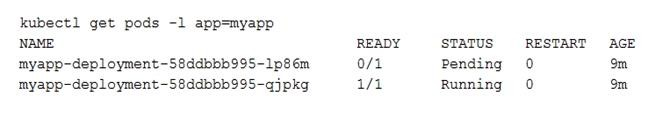 kubectl get pods -l app=myapp
NAME READY STATUS RESTART AGE
myapp-deployment-58ddbbb995-lp86m 0/1 Pending 0 9m
myapp-deployment-58ddbbb995-qjpkg 1/1 Running 0 9m